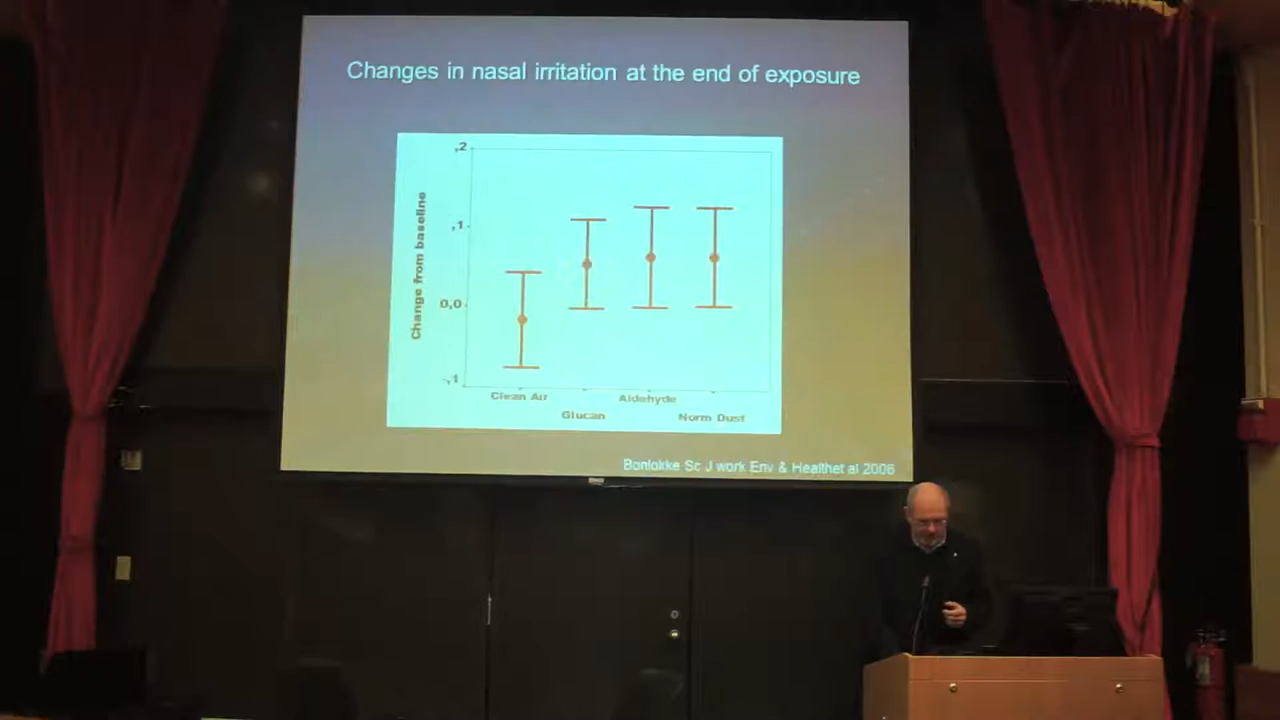 Changes in nasal irritation at the end of exposure
,2
,1
0,0
-,1
Change from baseline
Clean Air
Glucan
Aldehyde
Norm Dust
Bonlokke Sc J work Env & Healthet al 2006